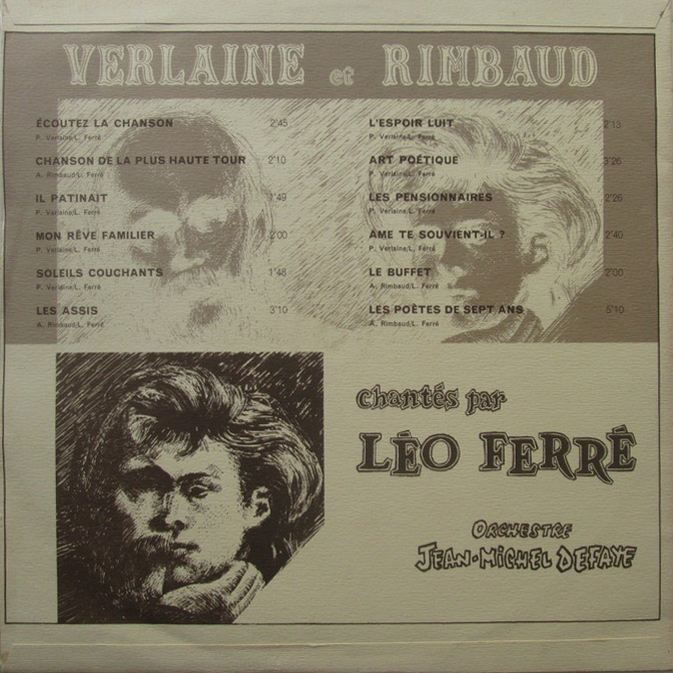 VERLAINE et RIMBAUD
ÉCOUTEZ LA CHANSON 2'45
P. Verlaine/L. Ferré
CHANSON DE LA PLUS HAUTE TOUR 2'10
A. Rimbaud/L. Ferré
IL PATINAIT 1'49
P. Verlaine/L. Ferré
MON RÊVE FAMILIER 2'00
P. Verlaine/L. Ferré
SOLEILS COUCHANTS 1'48
P. Verlaine/L. Ferré
LES ASSIS 3'10
A. Rimbaud/L. Ferré
L'ESPOIR LUIT 2'13
P. Verlaine/L. Ferré
ART POÉTIQUE 3'26
P. Verlaine/L. Ferré
LES PENSIONNAIRES 2'26
P. Verlaine/L. Ferré
AME TE SOUVIENT-IL ? 2'40
P. Verlaine/L. Ferré
LE BUFFET 2'00
A. Rimbaud/L. Ferré
LES POÈTES DE SEPT ANS 5'10
A. Rimbaud/L. Ferré
chantés par
LÉO FERRÉ
ORCHESTRE
JEAN-MICHEL DEFAYE